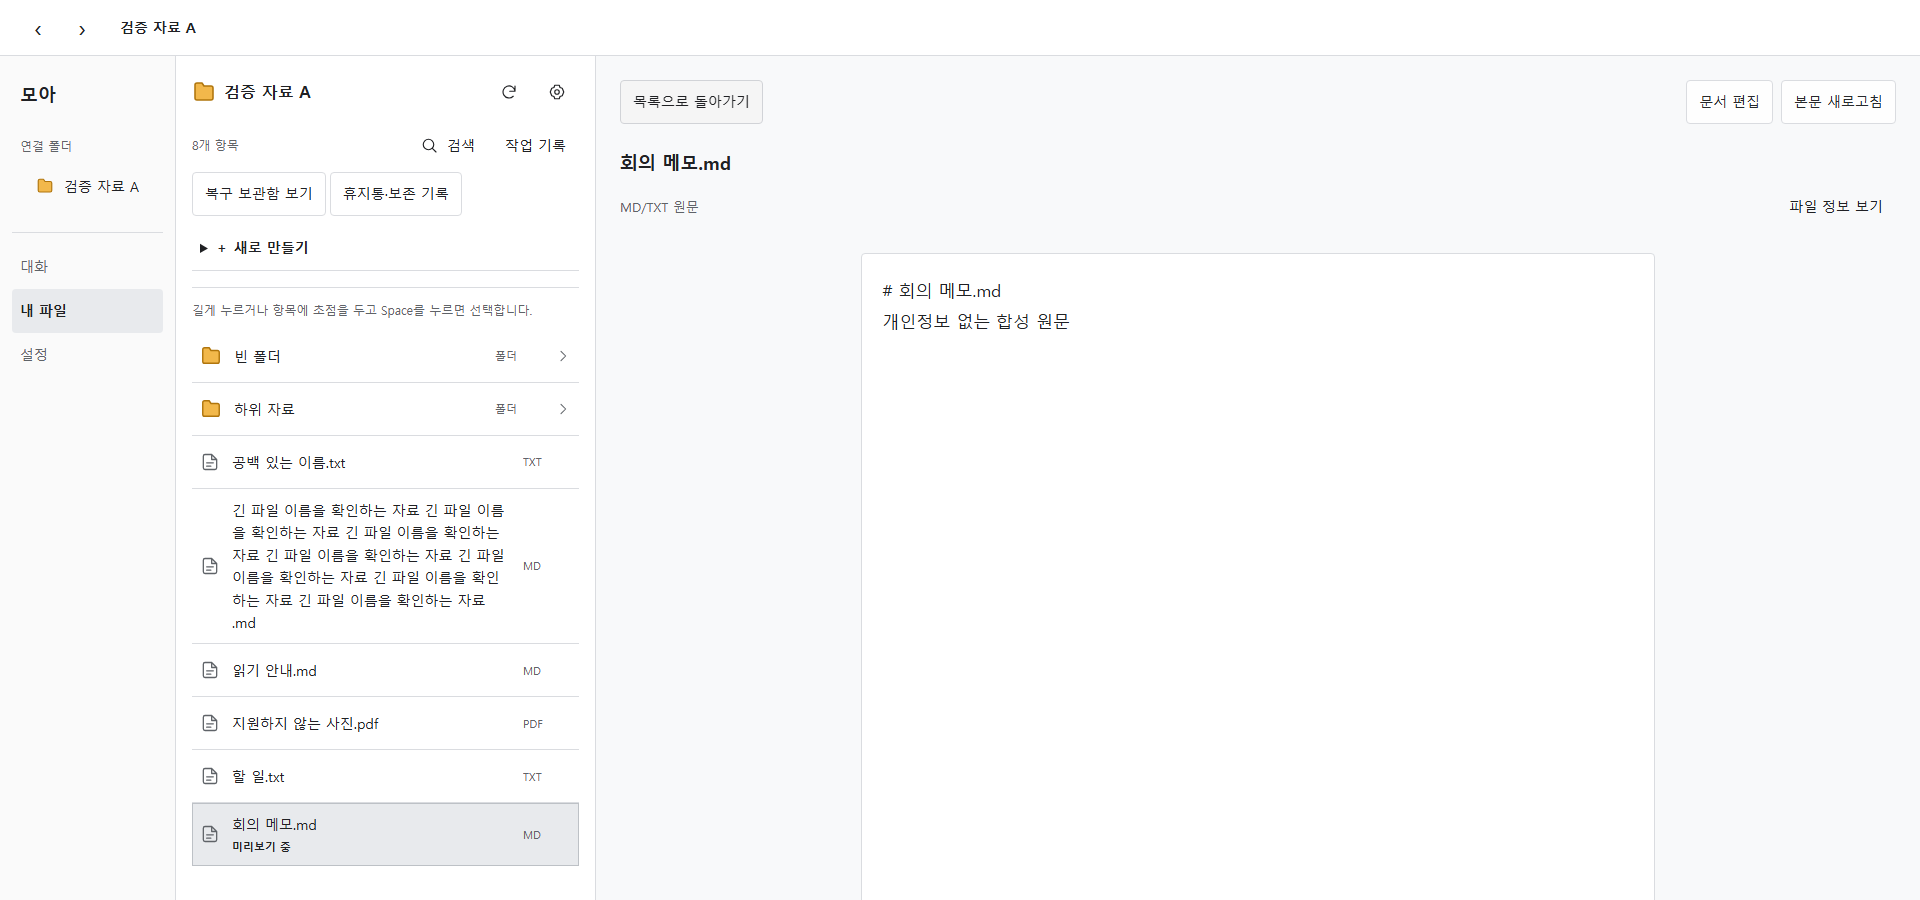 검증 자료 A
모아
연결 폴더
검증 자료 A
대화
내 파일
설정
검증 자료 A
8개 항목
검색
작업 기록
복구 보관함 보기
휴지통·보존 기록
+ 새로 만들기
길게 누르거나 항목에 초점을 두고 Space를 누르면 선택합니다.
빈 폴더
폴더
하위 자료
폴더
공백 있는 이름.txt
TXT
긴 파일 이름을 확인하는 자료 긴 파일 이름
을 확인하는 자료 긴 파일 이름을 확인하는
자료 긴 파일 이름을 확인하는 자료 긴 파일
이름을 확인하는 자료 긴 파일 이름을 확인
하는 자료 긴 파일 이름을 확인하는 자료
.md
MD
읽기 안내.md
MD
지원하지 않는 사진.pdf
PDF
할 일.txt
TXT
회의 메모.md
미리보기 중
MD
목록으로 돌아가기
문서 편집
본문 새로고침
회의 메모.md
MD/TXT 원문
파일 정보 보기
# 회의 메모.md
개인정보 없는 합성 원문